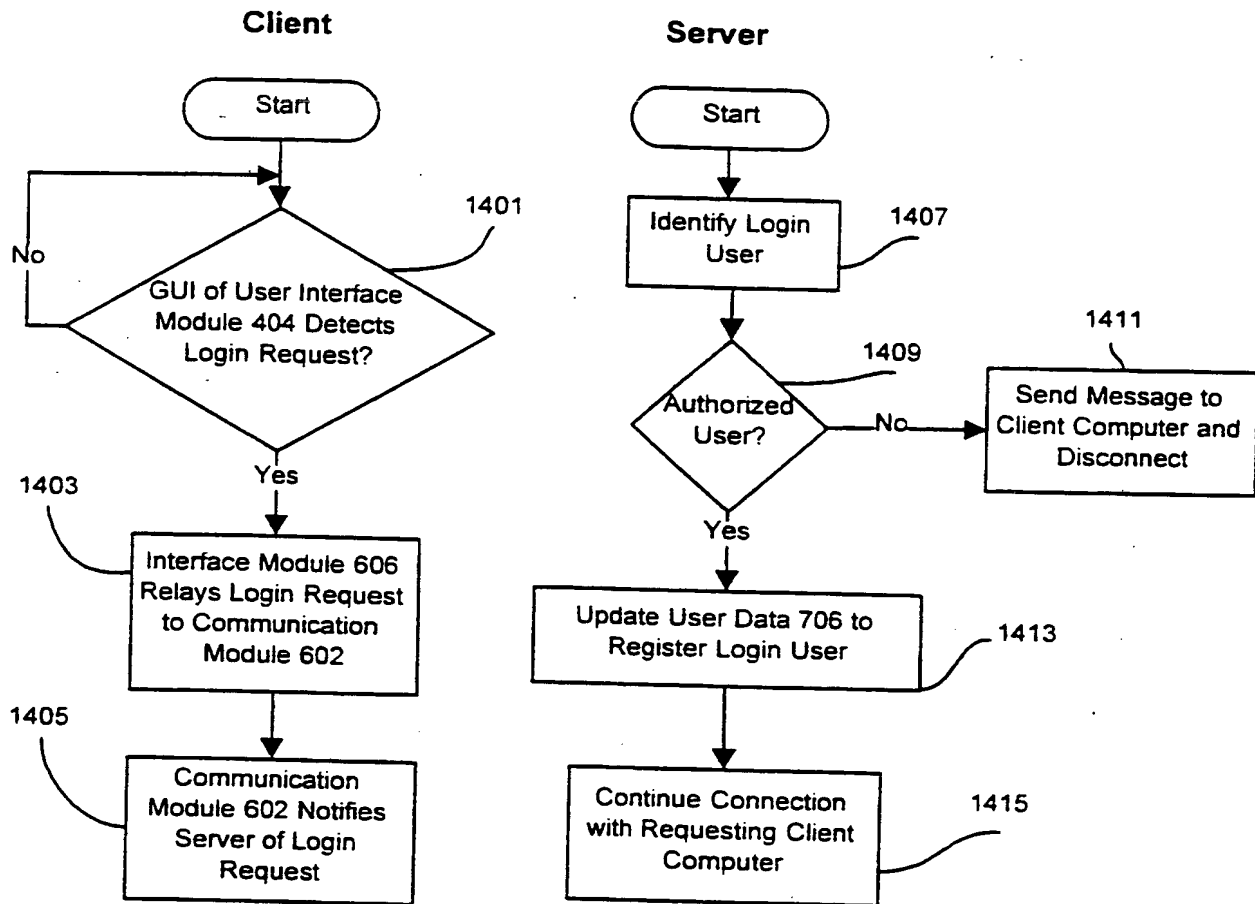 Client
Start
1401
No
GUI of User Interface
Module 404 Detects
Login Request?
Yes
1403
Interface Module 606
Relays Login Request
to Communication
Module 602
1405
Communication
Module 602 Notifies
Server of Login
Request
Server
Start
Identify Login
User
1407
1409
Authorized
User?
No
1411
Send Message to
Client Computer and
Disconnect
Yes
Update User Data 706 to
Register Login User
1413
Continue Connection
with Requesting Client
Computer
1415